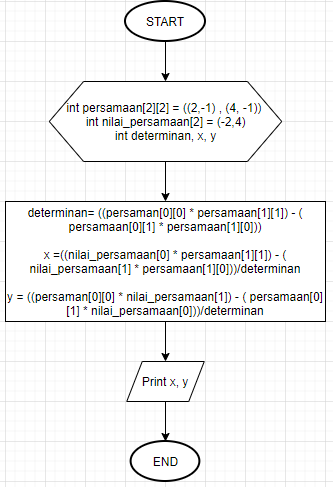 START
int persamaan[2][2] = ((2,-1) , (4, -1))
int nilai_persamaan[2] = (-2,4)
int determinan, x, y
determinan= ((persaman[0][0] * persamaan[1][1]) - (
persamaan[0][1] * persamaan[1][0]))
x =((nilai_persamaan[0] * persamaan[1][1]) - (
nilai_persamaan[1] * persamaan[1][0]))/determinan
y = ((persaman[0][0] * nilai_persamaan[1]) - ( persamaan[0]
[1] * nilai_persamaan[0]))/determinan
Print x, y
END